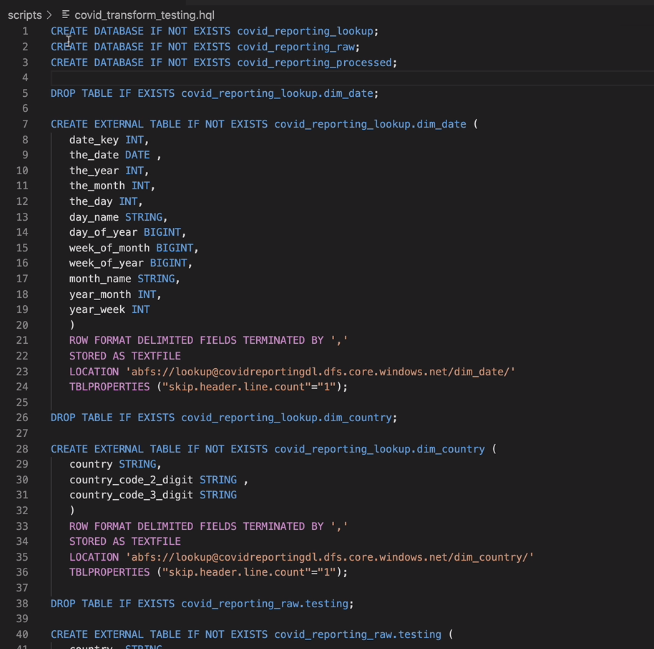 scripts > covid_transform_testing.hql
1 CREATE DATABASE IF NOT EXISTS covid_reporting_lookup;
2 CREATE DATABASE IF NOT EXISTS covid_reporting_raw;
3 CREATE DATABASE IF NOT EXISTS covid_reporting_processed;
4
5 DROP TABLE IF EXISTS covid_reporting_lookup.dim_date;
6
7 CREATE EXTERNAL TABLE IF NOT EXISTS covid_reporting_lookup.dim_date (
8 date_key INT,
9 the_date DATE ,
10 the_year INT,
11 the_month INT,
12 the_day INT,
13 day_name STRING,
14 day_of_year BIGINT,
15 week_of_month BIGINT,
16 week_of_year BIGINT,
17 month_name STRING,
18 year_month INT,
19 year_week INT
20 )
21 ROW FORMAT DELIMITED FIELDS TERMINATED BY ','
22 STORED AS TEXTFILE
23 LOCATION 'abfs://lookup@covidreportingdl.dfs.core.windows.net/dim_date/'
24 TBLPROPERTIES ("skip.header.line.count"="1");
25
26 DROP TABLE IF EXISTS covid_reporting_lookup.dim_country;
27
28 CREATE EXTERNAL TABLE IF NOT EXISTS covid_reporting_lookup.dim_country (
29 country STRING,
30 country_code_2_digit STRING ,
31 country_code_3_digit STRING
32 )
33 ROW FORMAT DELIMITED FIELDS TERMINATED BY ','
34 STORED AS TEXTFILE
35 LOCATION 'abfs://lookup@covidreportingdl.dfs.core.windows.net/dim_country/'
36 TBLPROPERTIES ("skip.header.line.count"="1");
37
38 DROP TABLE IF EXISTS covid_reporting_raw.testing;
39
40 CREATE EXTERNAL TABLE IF NOT EXISTS covid_reporting_raw.testing (
41 country STRING